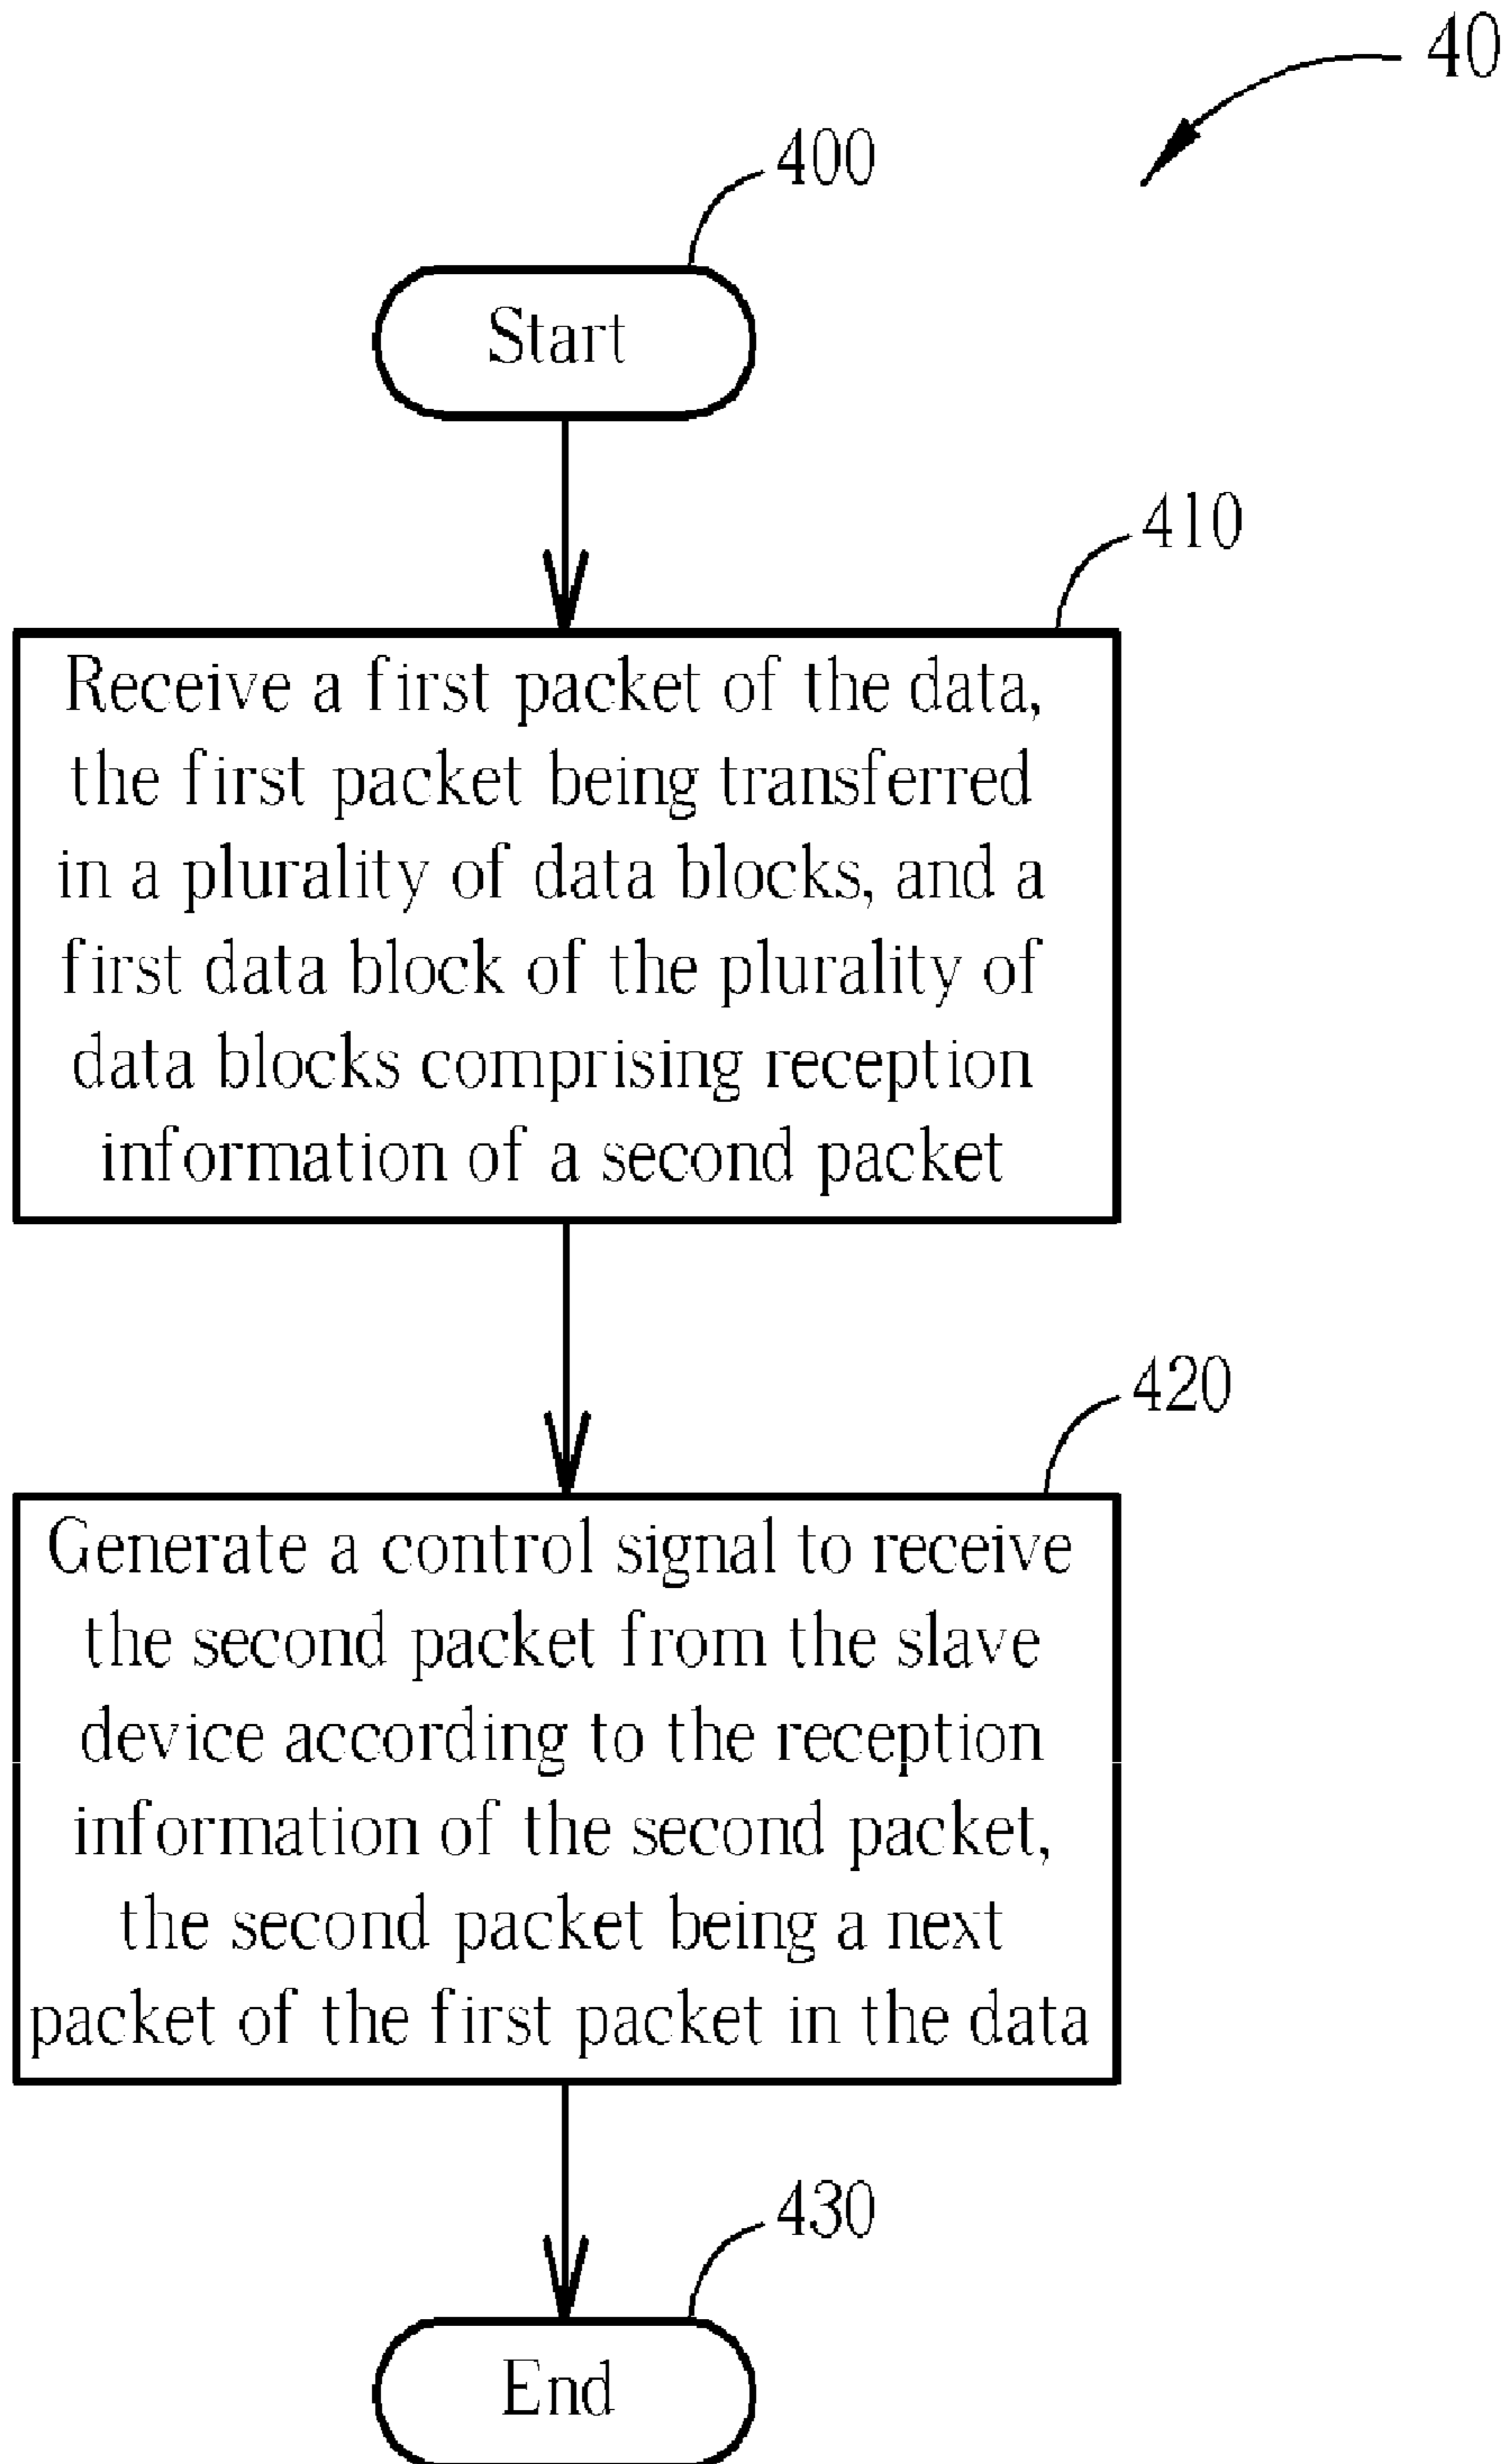 40
400
Start
410
Receive a first packet of the data,
the first packet being transferred
in a plurality of data blocks, and a
first data block of the plurality of
data blocks comprising reception
information of a second packet
420
Generate a control signal to receive
the second packet from the slave
device according to the reception
information of the second packet,
the second packet being a next
packet of the first packet in the data
430
End